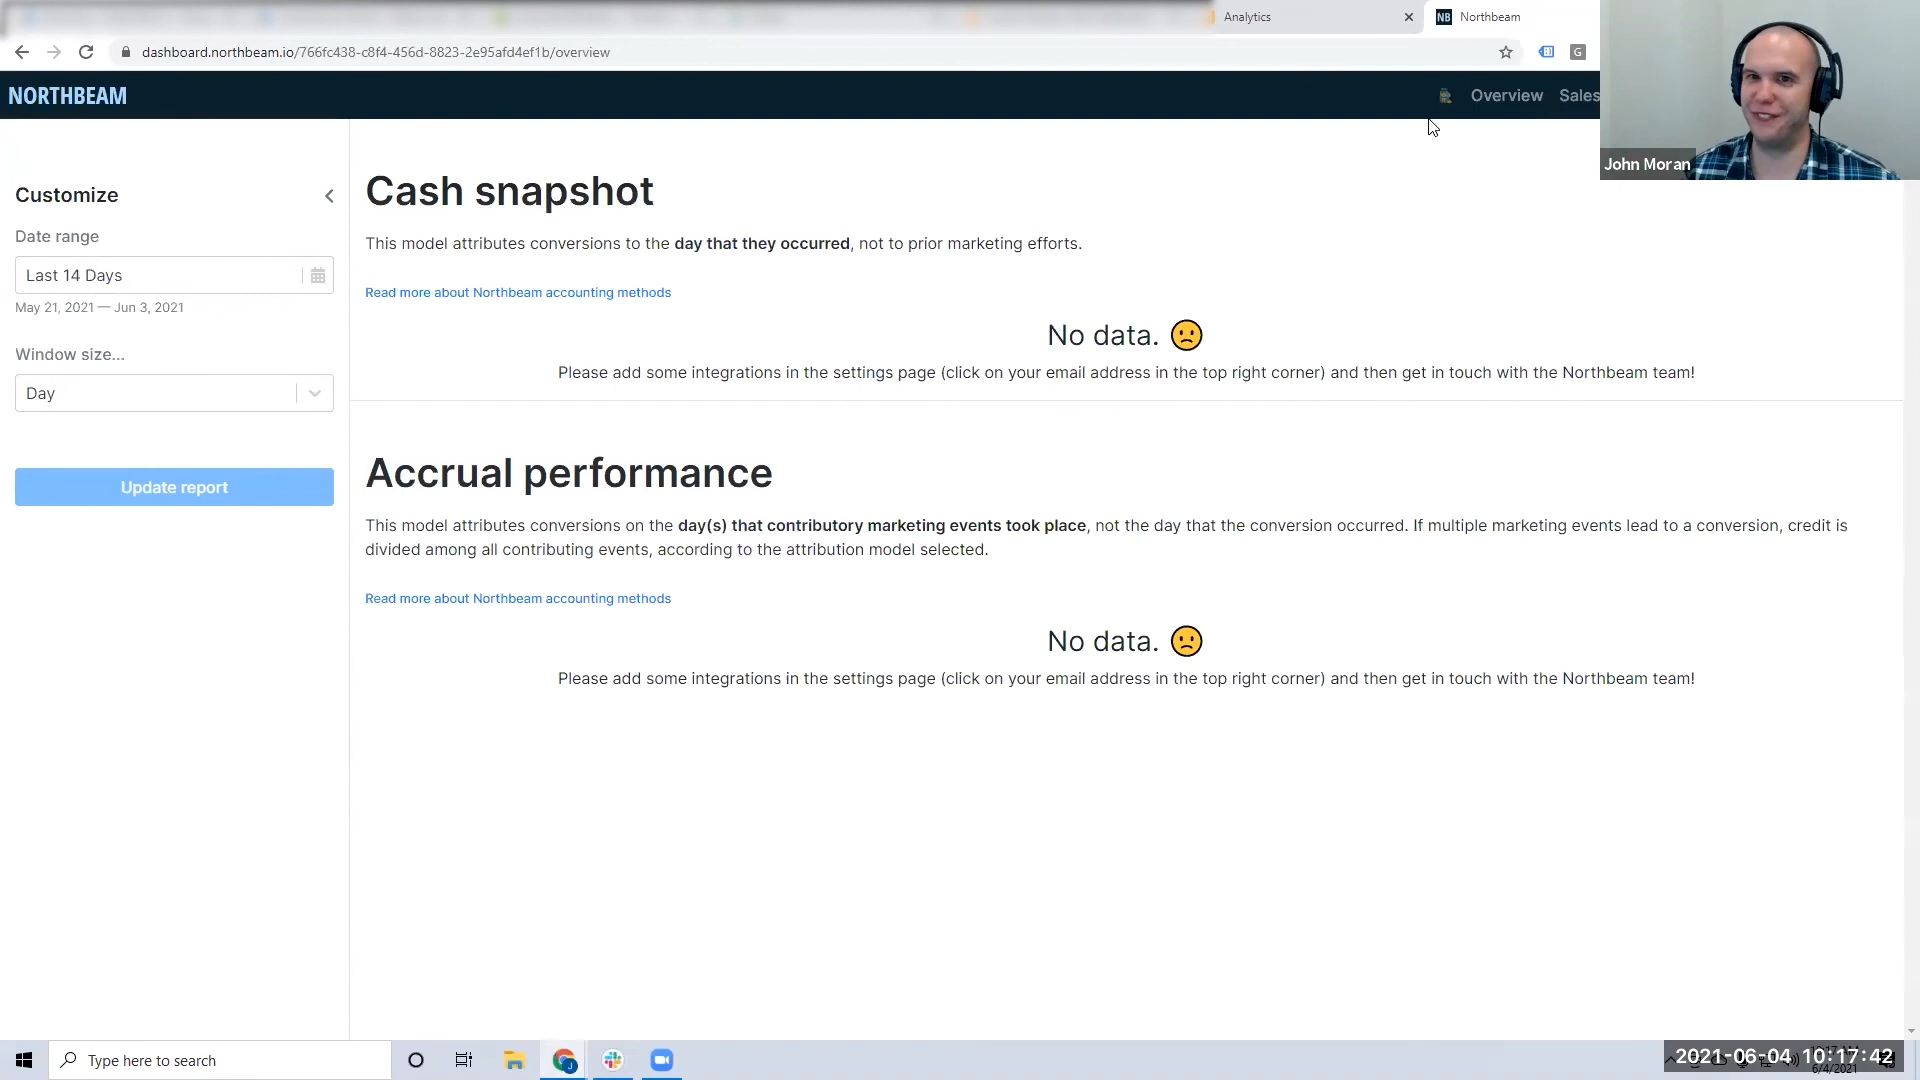 Analytics
NB Northbeam
dashboard.northbeam.io/766fc438-c8f4-456d-8823-2e95afd4ef1b/overview
G
NORTHBEAM
Overview Sales
John Moran
Customize
Date range
Last 14 Days
May 21, 2021 — Jun 3, 2021
Window size...
Day
Update report
Cash snapshot
This model attributes conversions to the day that they occurred, not to prior marketing efforts.
Read more about Northbeam accounting methods
No data.
Please add some integrations in the settings page (click on your email address in the top right corner) and then get in touch with the Northbeam team!
Accrual performance
This model attributes conversions on the day(s) that contributory marketing events took place, not the day that the conversion occurred. If multiple marketing events lead to a conversion, credit is
divided among all contributing events, according to the attribution model selected.
Read more about Northbeam accounting methods
No data.
Please add some integrations in the settings page (click on your email address in the top right corner) and then get in touch with the Northbeam team!
Type here to search
2021-06-04 10:17:42
6/4/2021